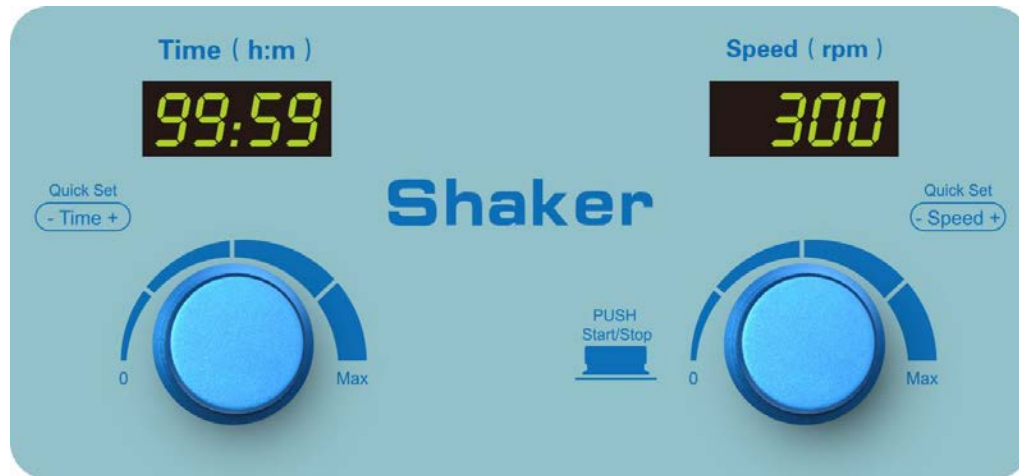 Time ( h:m )
Speed ( rpm )
99:59
300
Quick Set
- Time +
Shaker
Quick Set
- Speed +
0
Max
PUSH
Start/Stop
0
Max